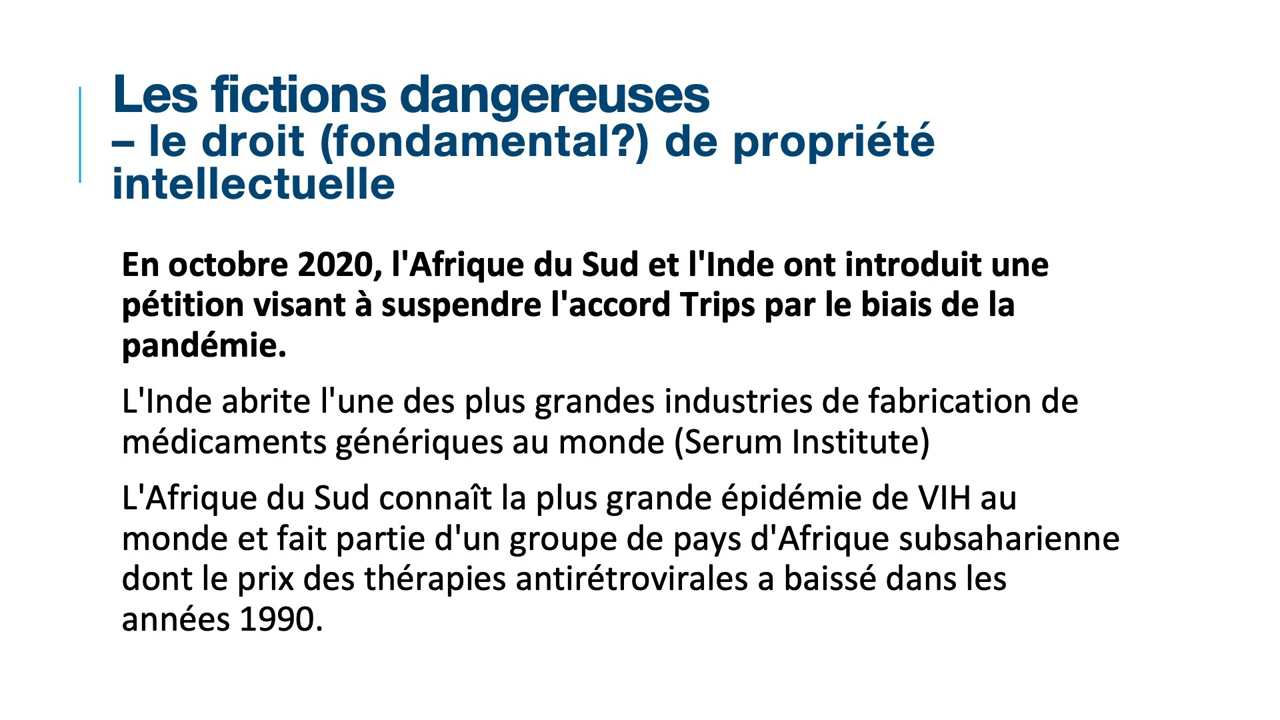 Les fictions dangereuses
– le droit (fondamental?) de propriété
intellectuelle
En octobre 2020, l'Afrique du Sud et l'Inde ont introduit une
pétition visant à suspendre l'accord Trips par le biais de la
pandémie.
L'Inde abrite l'une des plus grandes industries de fabrication de
médicaments génériques au monde (Serum Institute)
L'Afrique du Sud connaît la plus grande épidémie de VIH au
monde et fait partie d'un groupe de pays d'Afrique subsaharienne
dont le prix des thérapies antirétrovirales a baissé dans les
années 1990.